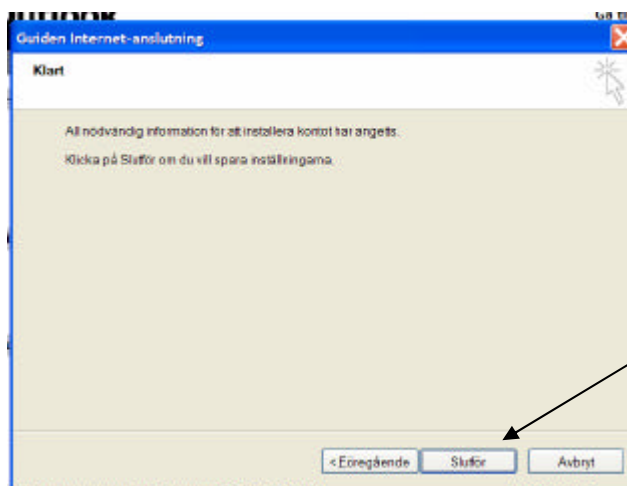 Outlook
Guiden Internet-anslutning
Klart
All nödvändig information för att installera kontot har angetts.
Klicka på Slutför om du vill spara inställningarna.
< Föregående
Slutför
Avbryt